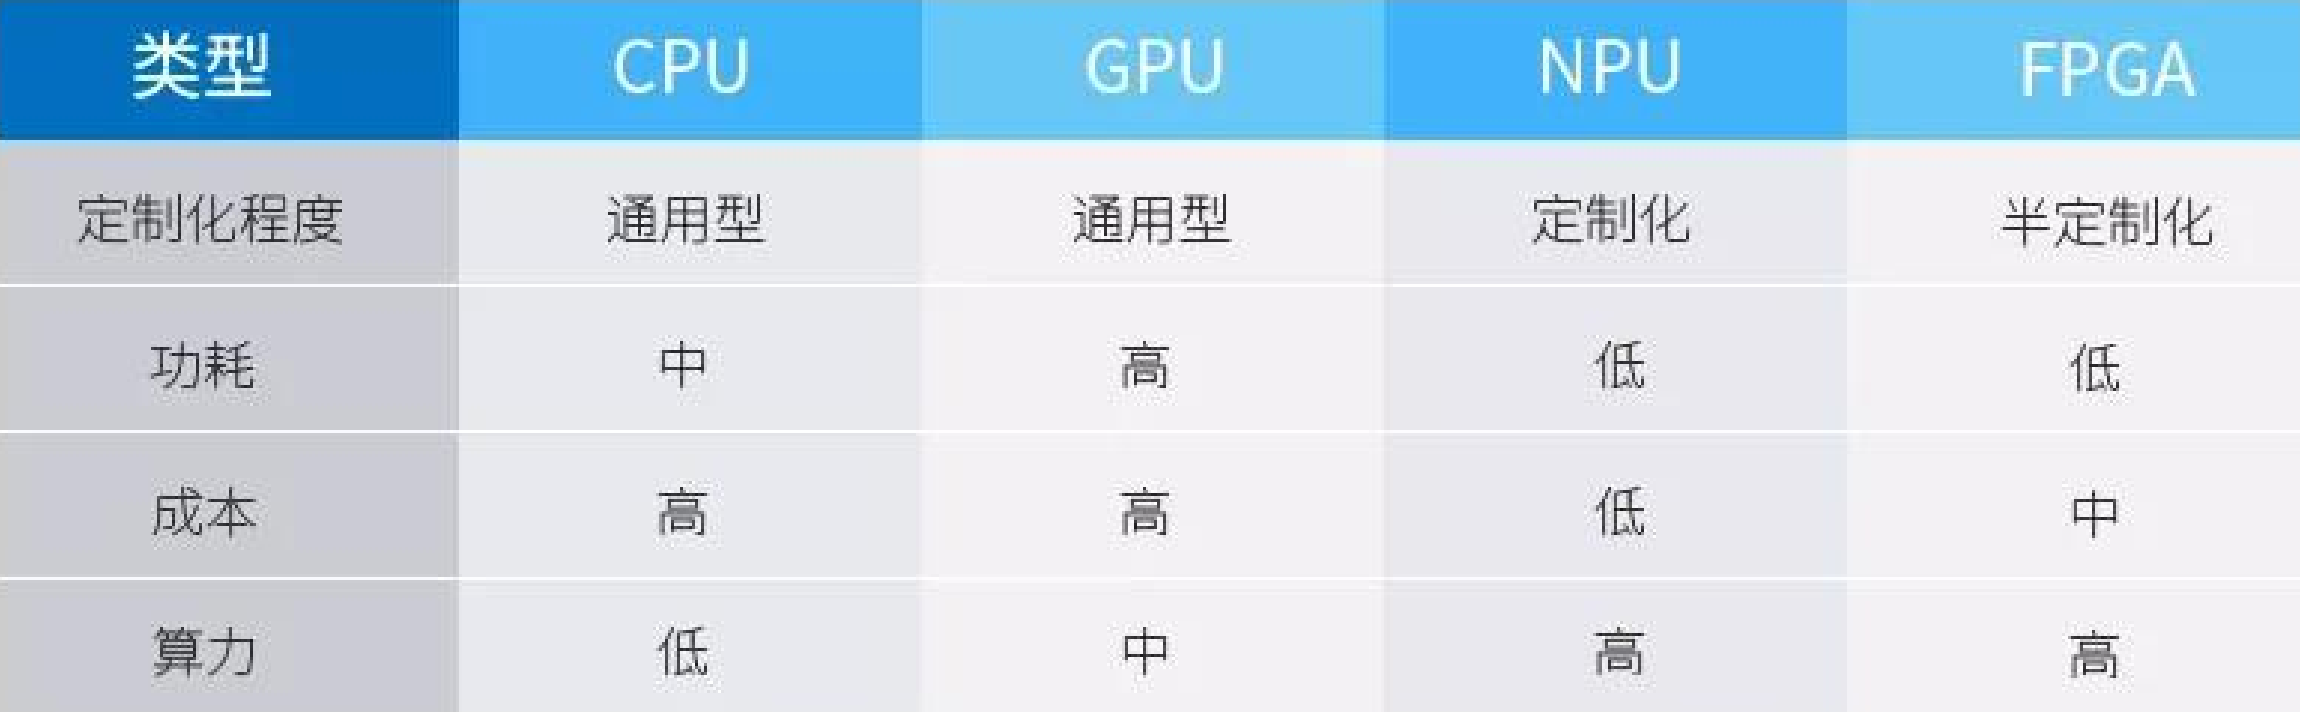 类型 CPU GPU NPU FPGA
定制化程度 通用型 通用型 定制化 半定制化
功耗 中 高 低 低
成本 高 高 低 中
算力 低 中 高 高